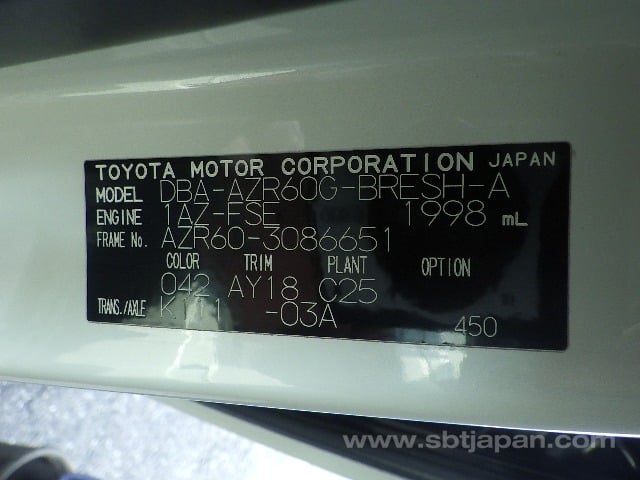 TOYOTA MOTOR CORPORATION JAPAN
MODEL DBA-AZR60G-BRESH-A
ENGINE 1AZ-FSE 1998 mL
FRAME No. AZR60-3086651
COLOR TRIM PLANT OPTION
042 AY18 C25
TRANS./AXLE -03A
450
www.sbtjapan.com